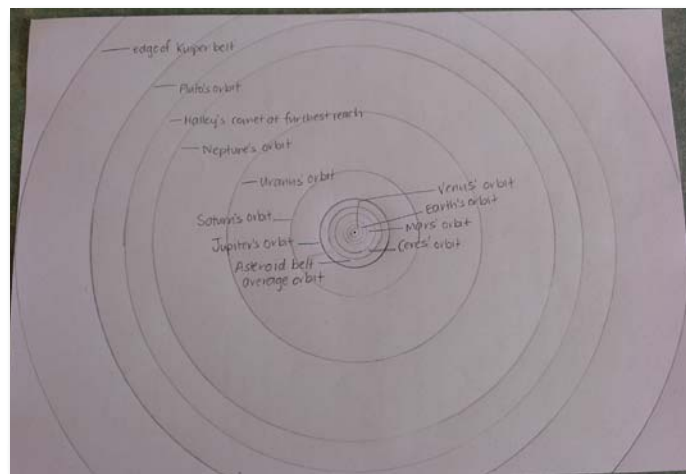 edge of Kuiper belt
Pluto's orbit
Halley's comet at furthest reach
Neptune's orbit
Uranus' orbit
Venus' orbit
Earth's orbit
Saturn's orbit
Mars' orbit
Jupiter's orbit
Ceres' orbit
Asteroid belt
average orbit